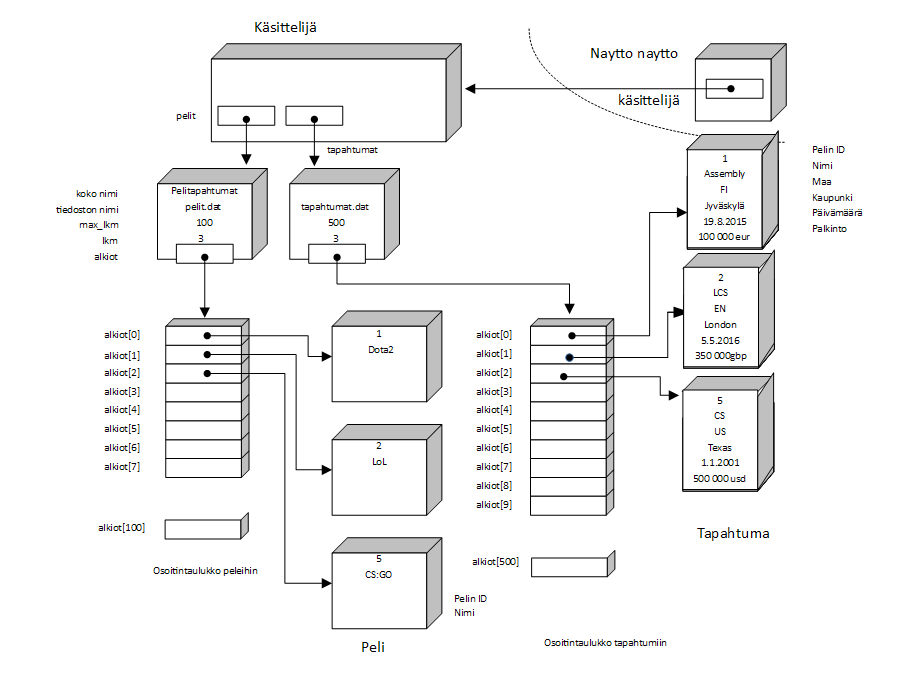 Käsittelijä
Naytto naytto
käsittelijä
pelit
tapahtumat
koko nimi
tiedoston nimi
max_lkm
lkm
alkiot
Pelitapahtumat
pelit.dat
100
3
tapahtumat.dat
500
3
1
Assembly
FI
Jyväskylä
19.8.2015
100 000 eur
Pelin ID
Nimi
Maa
Kaupunki
Päivämäärä
Palkinto
2
LCS
EN
London
5.5.2016
350 000gbp
5
CS
US
Texas
1.1.2001
500 000 usd
Tapahtuma
alkiot[0]
alkiot[1]
alkiot[2]
alkiot[3]
alkiot[4]
alkiot[5]
alkiot[6]
alkiot[7]
alkiot[100]
Osoitintaulukko peleihin
1
Dota2
2
LoL
5
CS:GO
Pelin ID
Nimi
Peli
alkiot[0]
alkiot[1]
alkiot[2]
alkiot[3]
alkiot[4]
alkiot[5]
alkiot[6]
alkiot[7]
alkiot[8]
alkiot[9]
alkiot[500]
Osoitintaulukko tapahtumiin